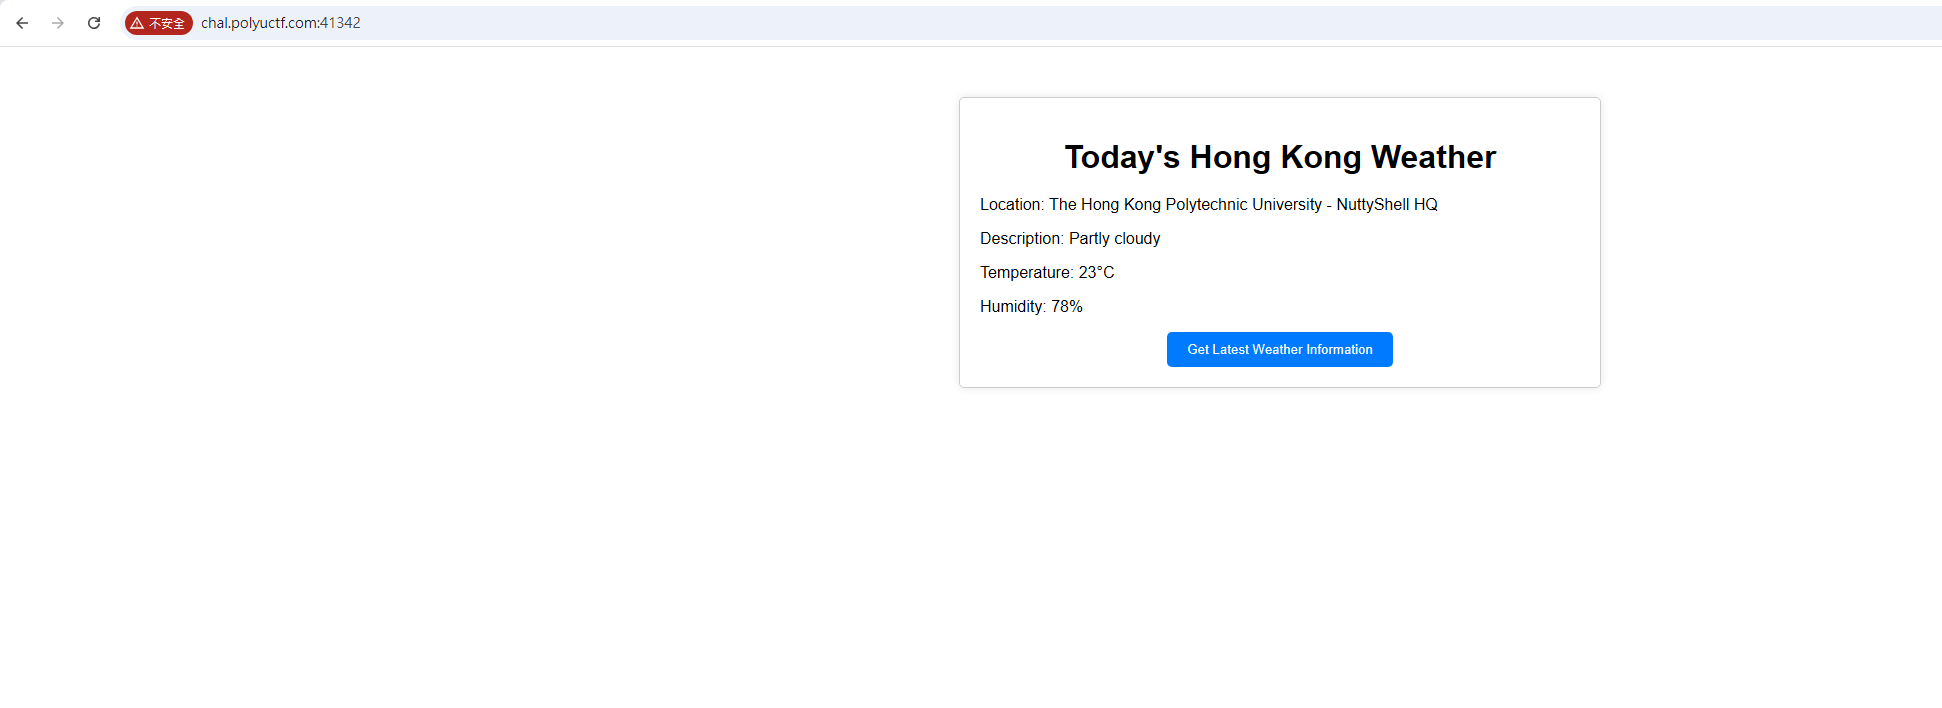 不安全 chal.polyuctf.com:41342
Today's Hong Kong Weather
Location: The Hong Kong Polytechnic University - NuttyShell HQ
Description: Partly cloudy
Temperature: 23°C
Humidity: 78%
Get Latest Weather Information